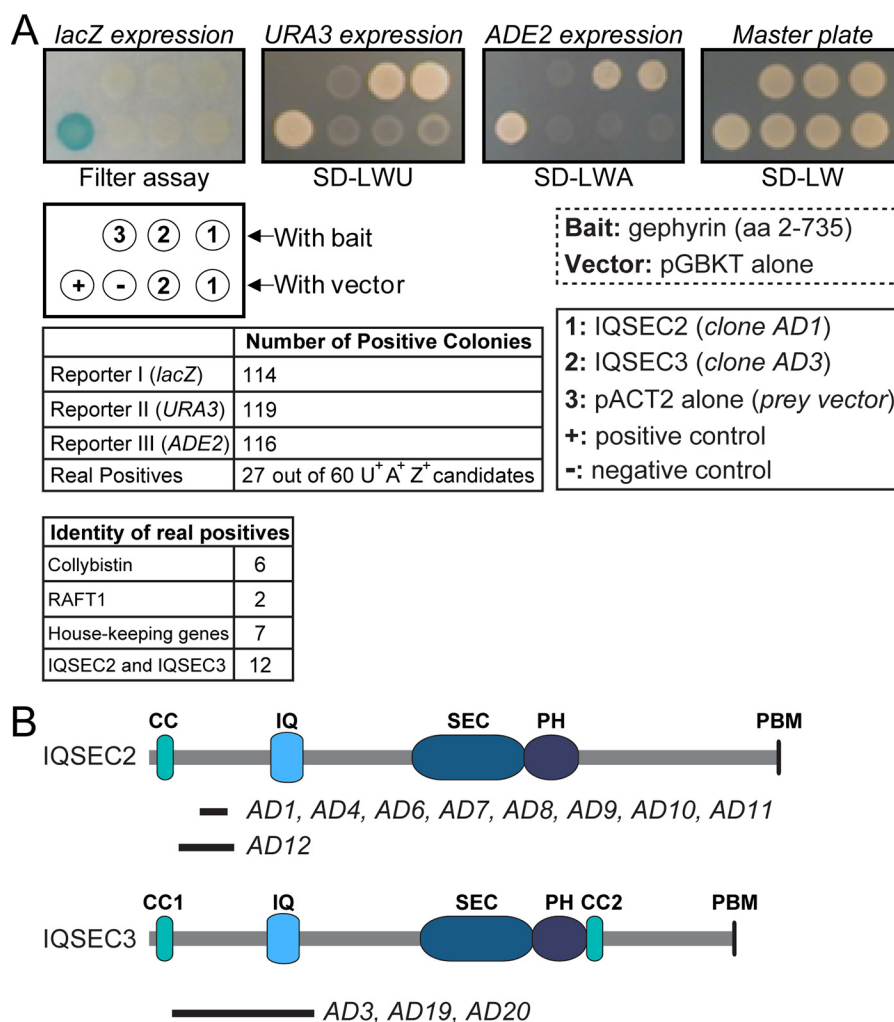 A
lacZ expression URA3 expression ADE2 expression Master plate
Filter assay SD-LWU SD-LWA SD-LW
3 2 1 With bait
+ - 2 1 With vector
Bait: gephyrin (aa 2-735)
Vector: pGBKT alone
Number of Positive Colonies
Reporter I (lacZ) 114
Reporter II (URA3) 119
Reporter III (ADE2) 116
Real Positives 27 out of 60 U+ A+ Z+ candidates
1: IQSEC2 (clone AD1)
2: IQSEC3 (clone AD3)
3: pACT2 alone (prey vector)
+: positive control
-: negative control
Identity of real positives
Collybistin 6
RAFT1 2
House-keeping genes 7
IQSEC2 and IQSEC3 12
B
CC IQ SEC PH PBM
IQSEC2
AD1, AD4, AD6, AD7, AD8, AD9, AD10, AD11
AD12
CC1 IQ SEC PH CC2 PBM
IQSEC3
AD3, AD19, AD20